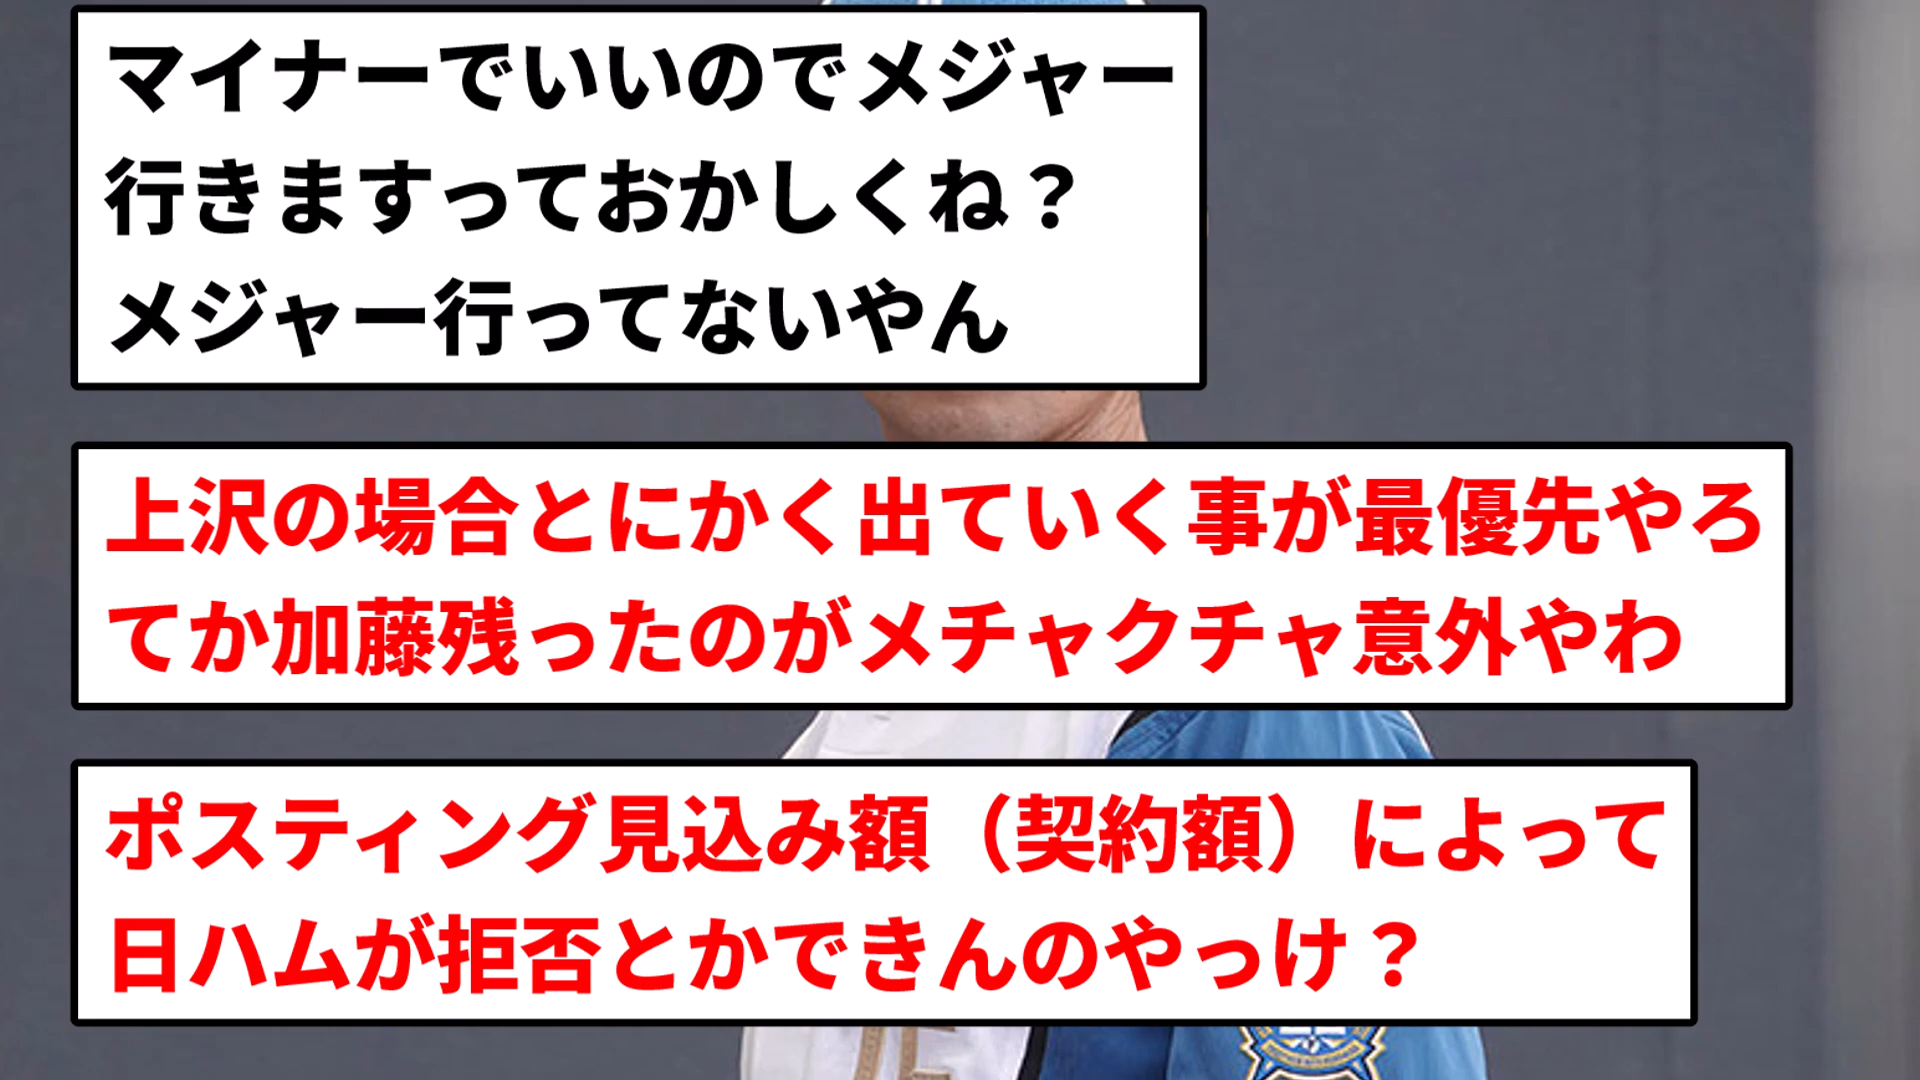 マイナーでいいのでメジャー
行きますっておかしくね？
メジャー行ってないやん
上沢の場合とにかく出ていく事が最優先やろ
てか加藤残ったのがメチャクチャ意外やわ
ポスティング見込み額（契約額）によって
日ハムが拒否とかできんのやっけ？